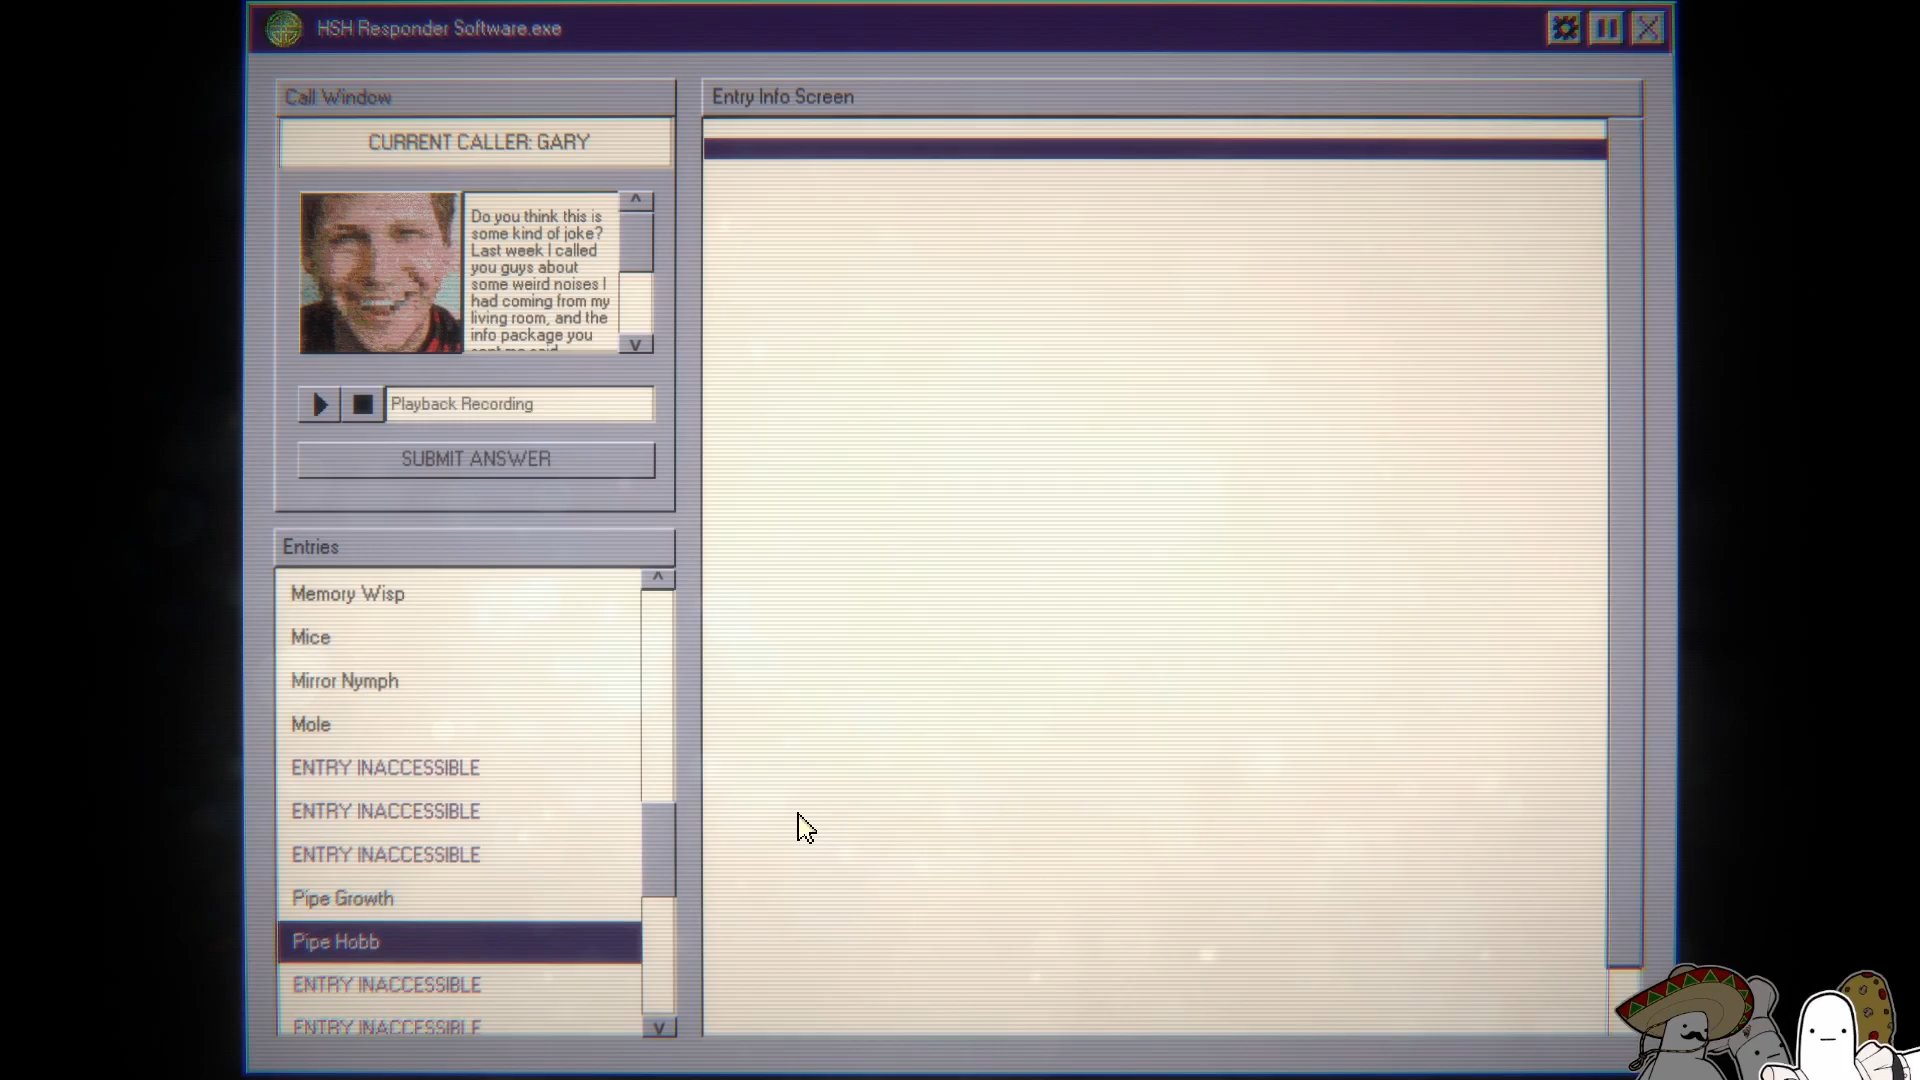 HSH Responder Software.exe
Call Window
CURRENT CALLER: GARY
Do you think this is
some kind of joke?
Last week I called
you guys about
some weird noises I
had coming from my
living room, and the
info package you
sent me said
Playback Recording
SUBMIT ANSWER
Entries
Memory Wisp
Mice
Mirror Nymph
Mole
ENTRY INACCESSIBLE
ENTRY INACCESSIBLE
ENTRY INACCESSIBLE
Pipe Growth
Pipe Hobb
ENTRY INACCESSIBLE
ENTRY INACCESSIBLE
Entry Info Screen